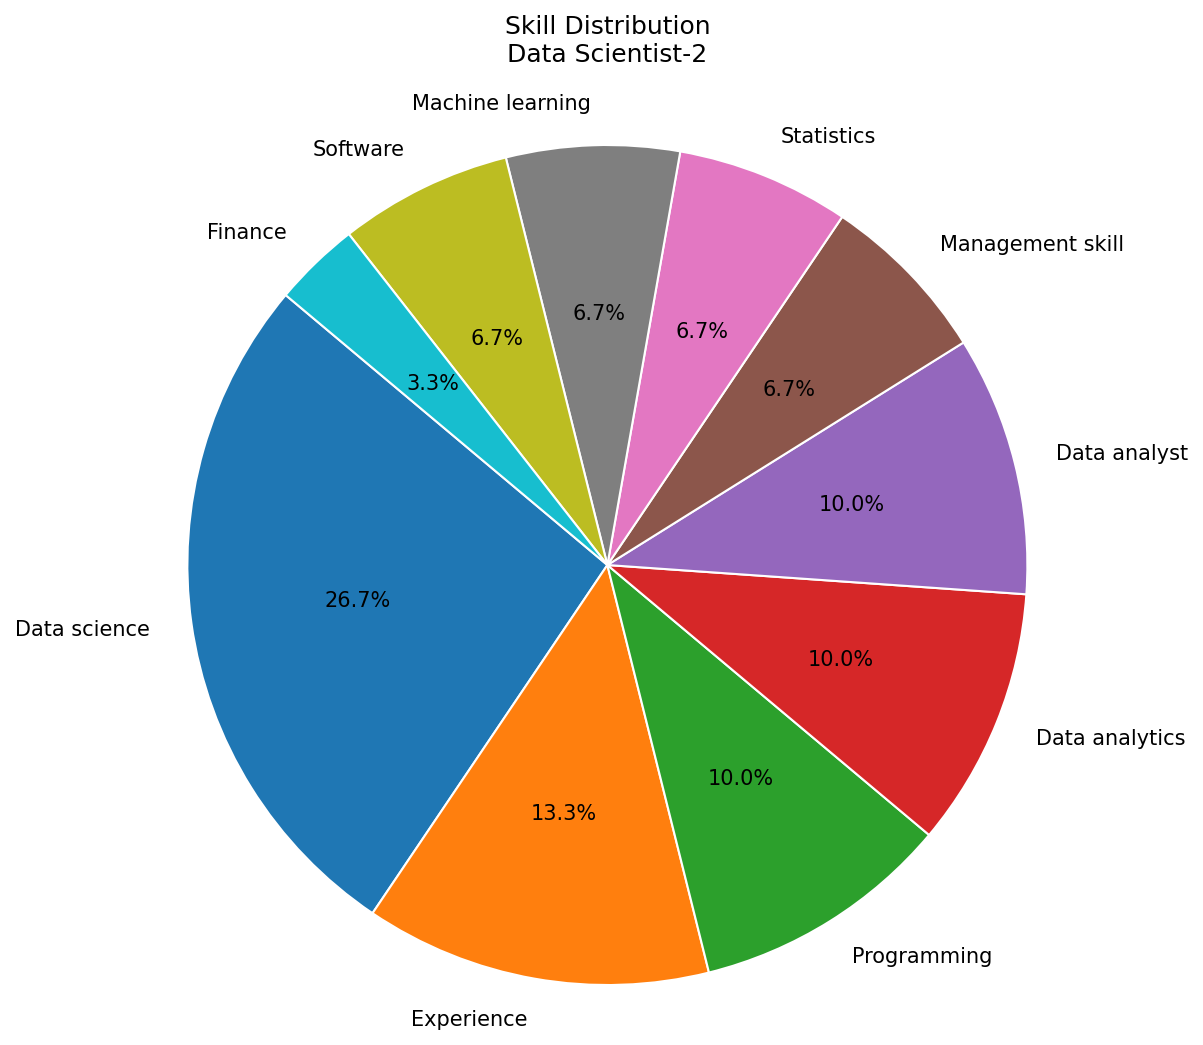 Skill Distribution
Data Scientist-2
Machine learning
Statistics
Software
Finance
Management skill
6.7%
6.7%
6.7%
3.3%
6.7%
Data analyst
10.0%
26.7%
Data science
10.0%
Data analytics
10.0%
13.3%
Programming
Experience